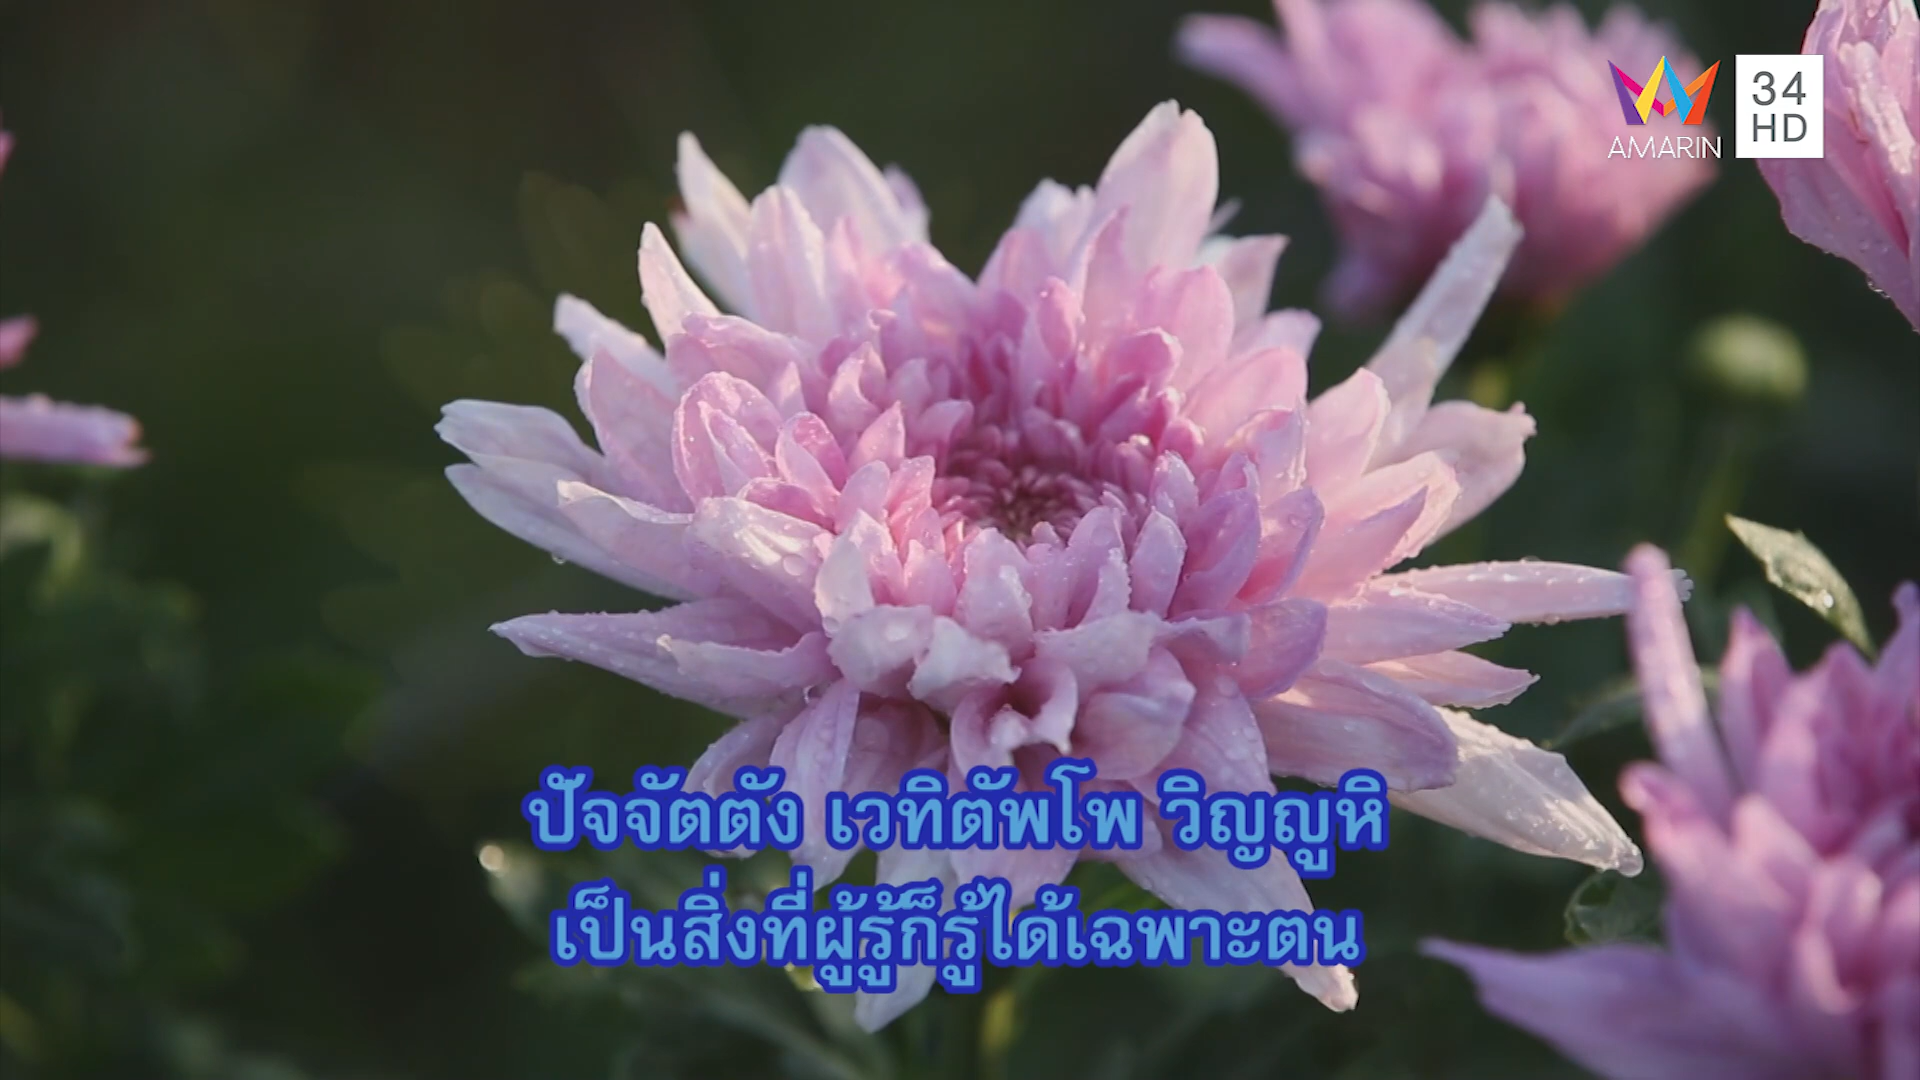 AMARIN
34
HD
ปัจจัตตัง เวทิตัพโพ วิญญูหิ
เป็นสิ่งที่ผู้รู้ก็รู้ได้เฉพาะตน